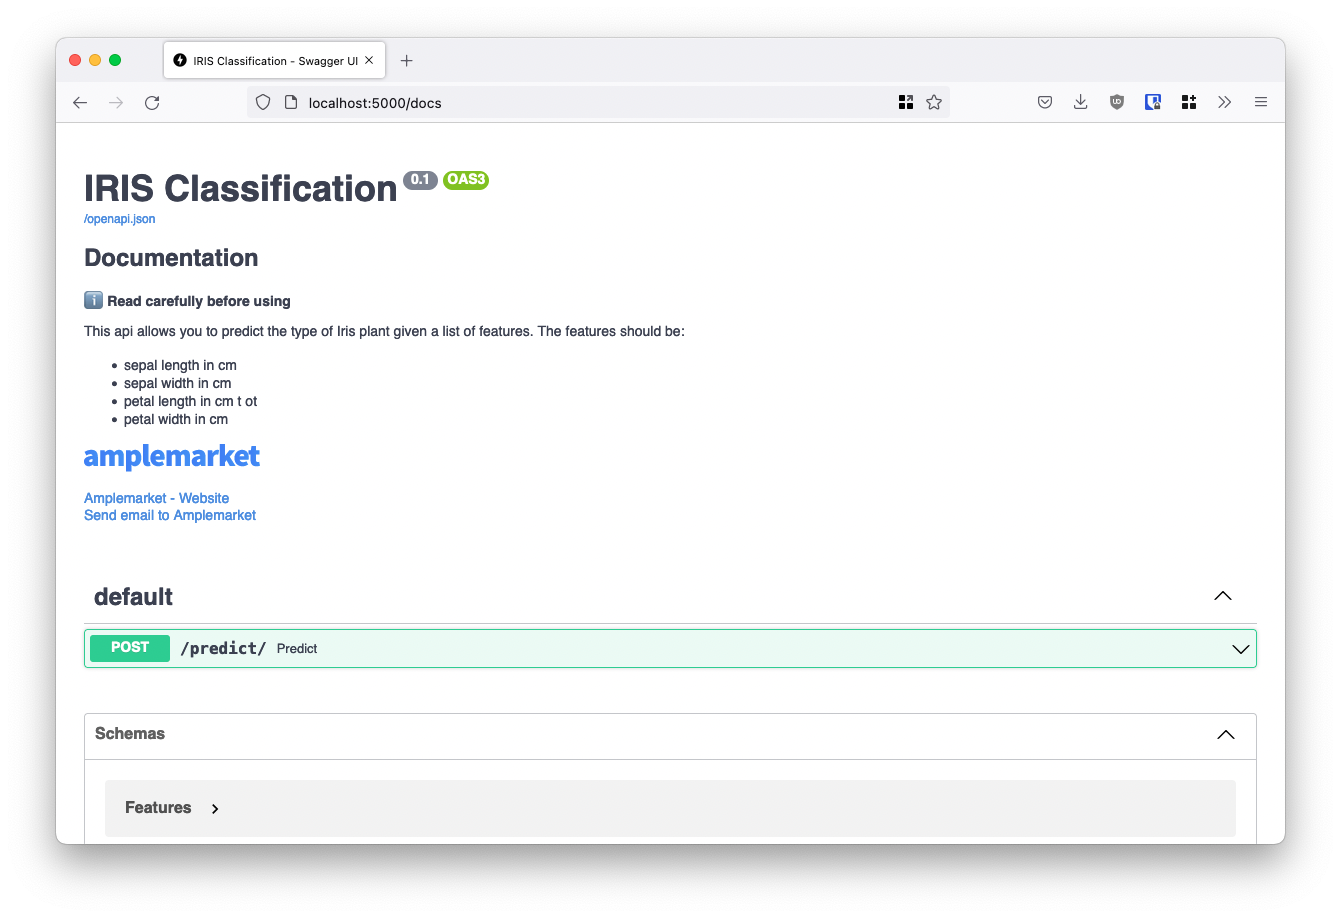 IRIS Classification - Swagger UI
localhost:5000/docs
IRIS Classification 0.1 OAS3
/openapi.json
Documentation
Read carefully before using
This api allows you to predict the type of Iris plant given a list of features. The features should be:
sepal length in cm
sepal width in cm
petal length in cm t ot
petal width in cm
amplemarket
Amplemarket - Website
Send email to Amplemarket
default
POST /predict/ Predict
Schemas
Features